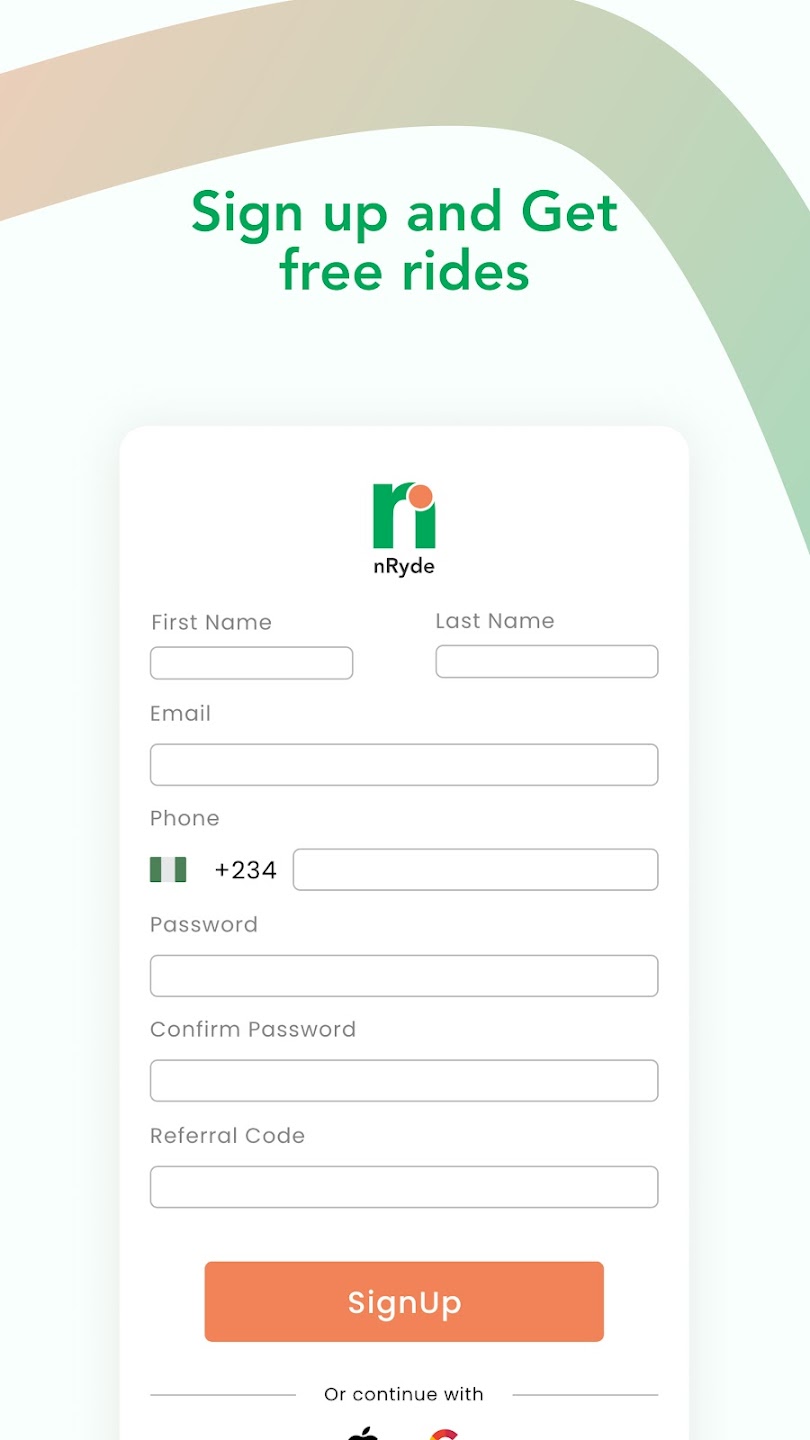 Sign up and Get
free rides
nRyde
First Name
Last Name
Email
Phone
+234
Password
Confirm Password
Referral Code
SignUp
Or continue with